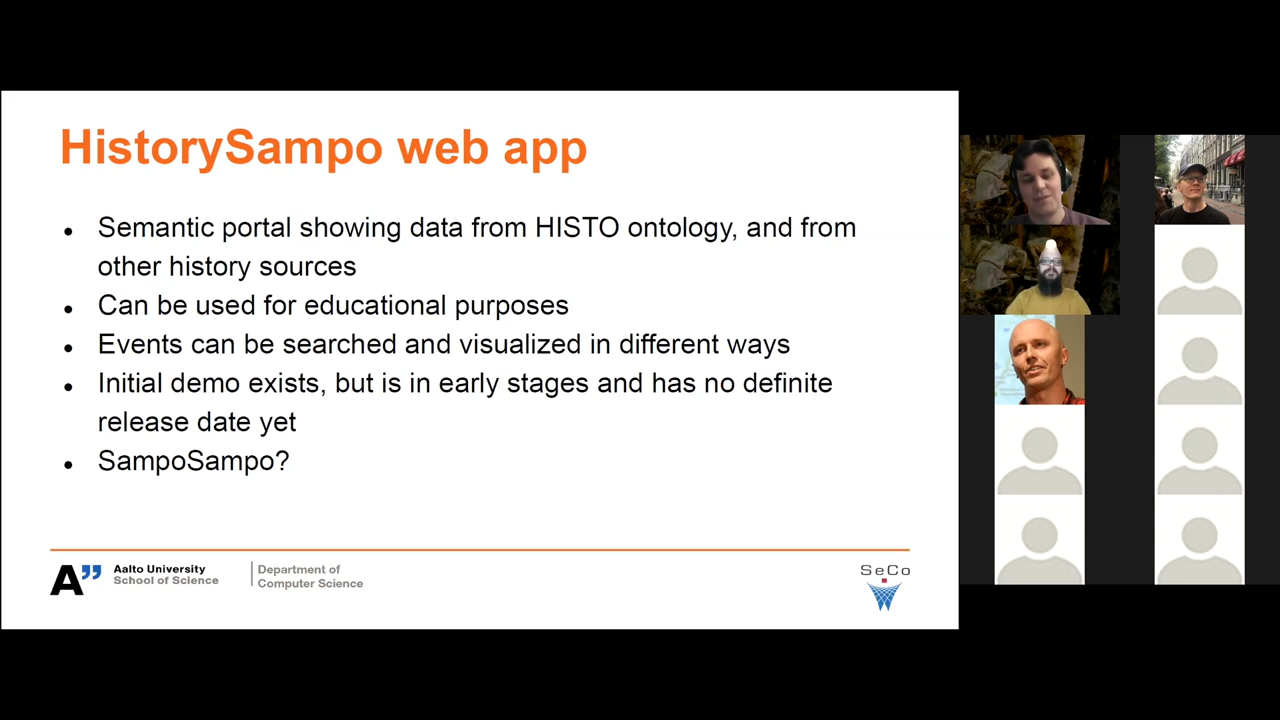 HistorySampo web app
• Semantic portal showing data from HISTO ontology, and from
other history sources
• Can be used for educational purposes
• Events can be searched and visualized in different ways
• Initial demo exists, but is in early stages and has no definite
release date yet
• SampoSampo?
A”
Aalto University
School of Science
Department of
Computer Science
SeCo